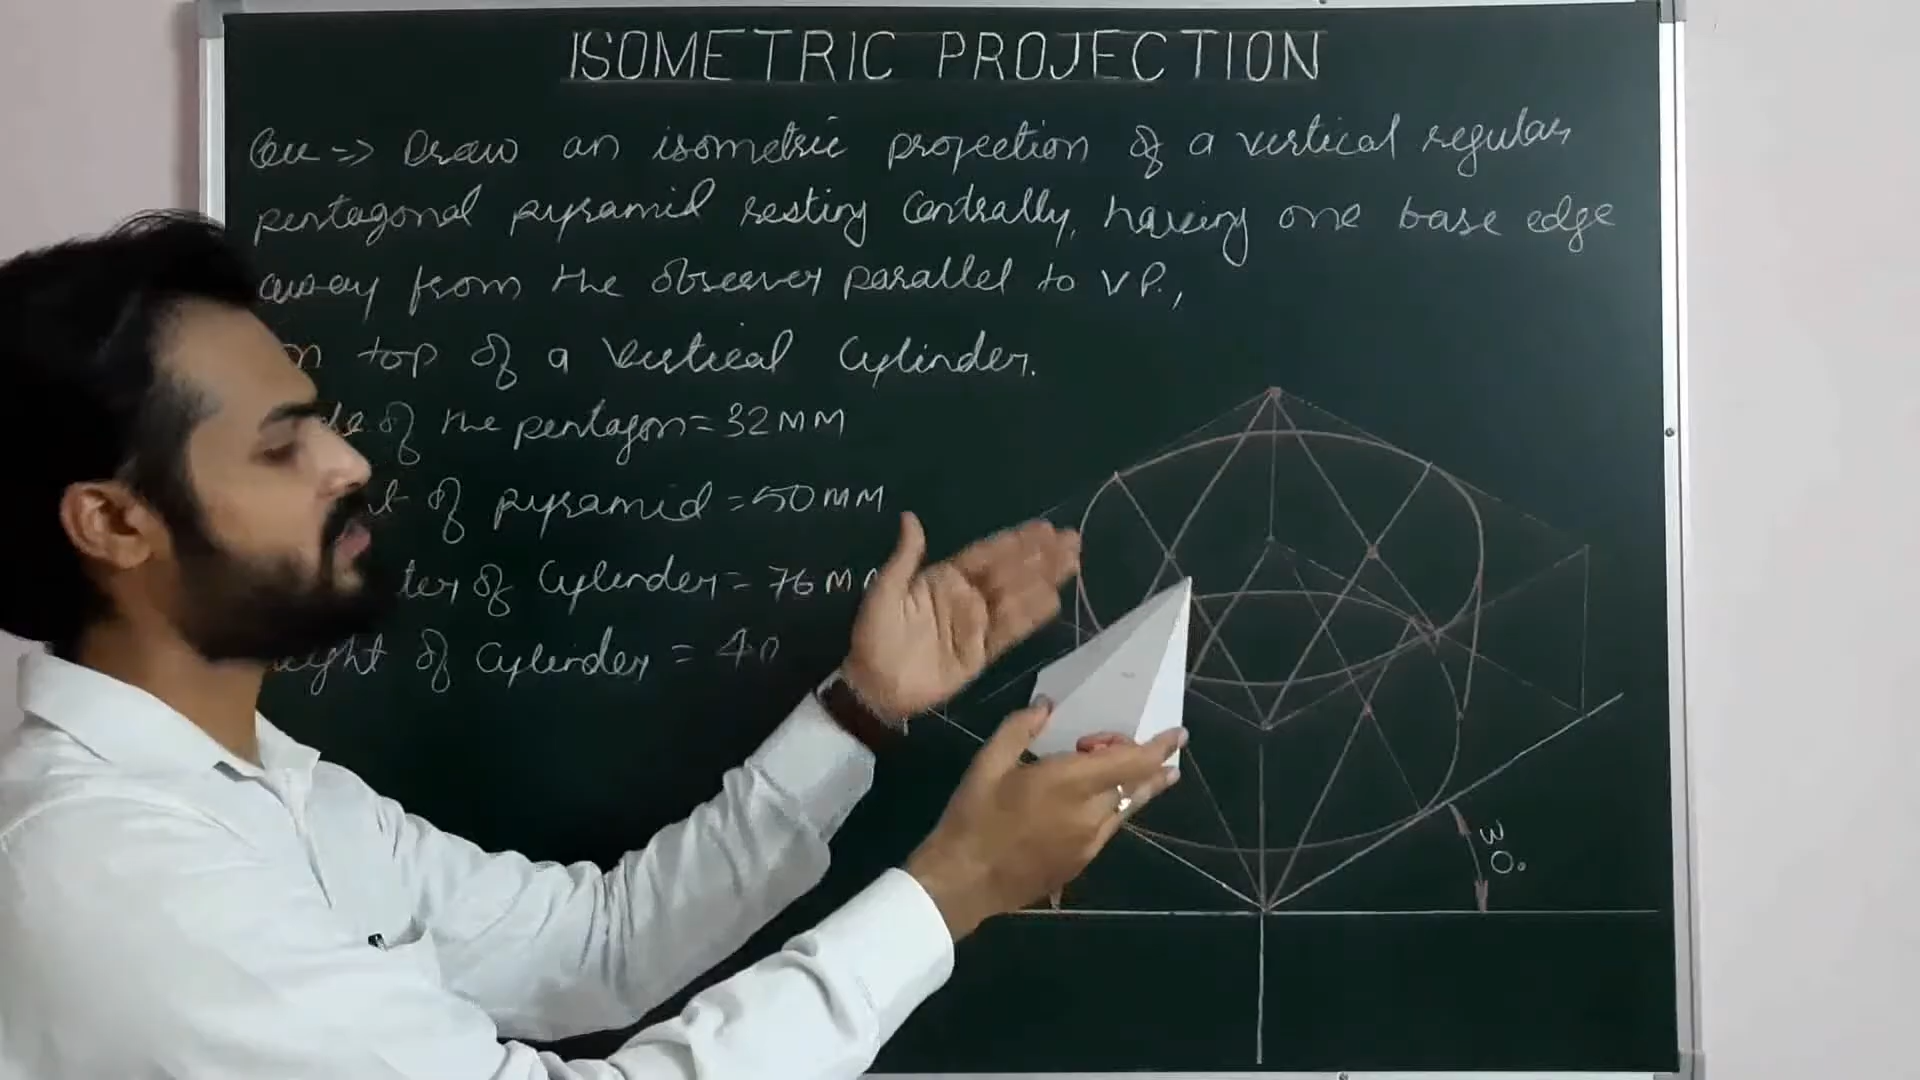 ISOMETRIC PROJECTION
Que => Draw an isometric projection of a vertical regular
pentagonal pyramid resting centrally, having one base edge
away from the observer parallel to V P.,
on top of a vertical cylinder.
of the pentagon = 32 MM
of pyramid = 50 MM
of cylinder = 76 M
height of cylinder = 40
30